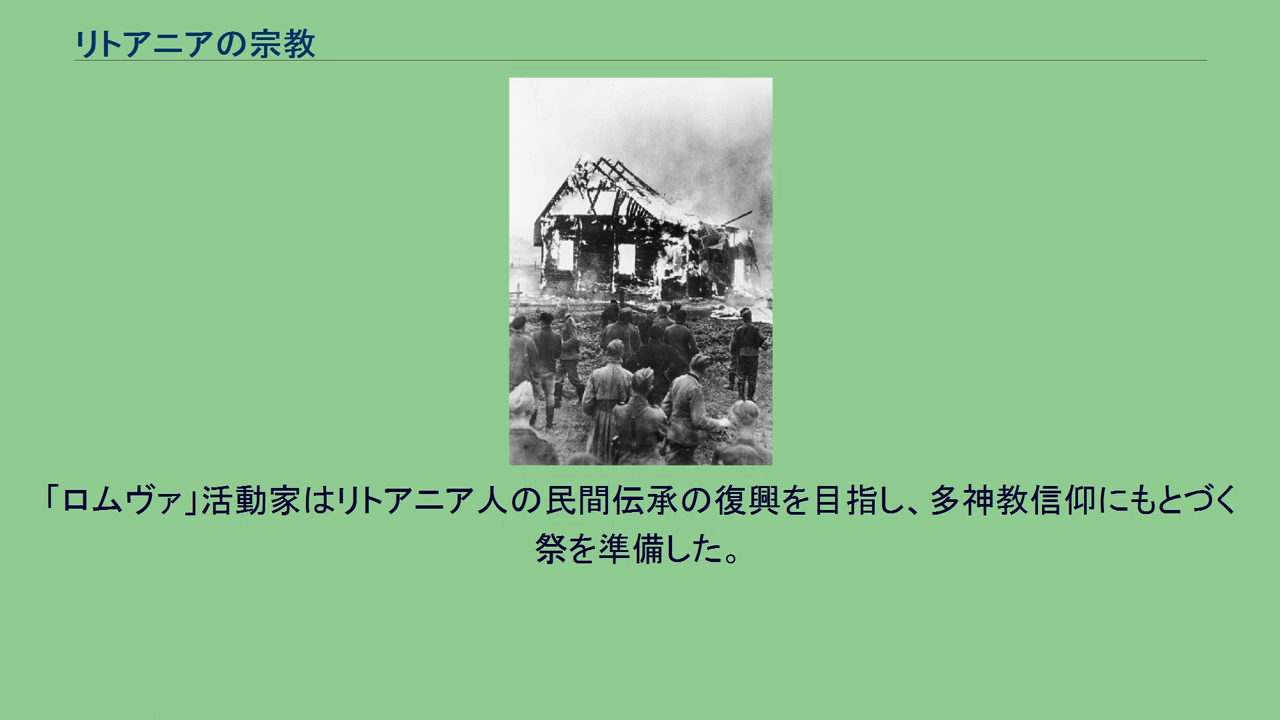 リトアニアの宗教
「ロムヴァ」活動家はリトアニア人の民間伝承の復興を目指し、多神教信仰にもとづく
祭を準備した。